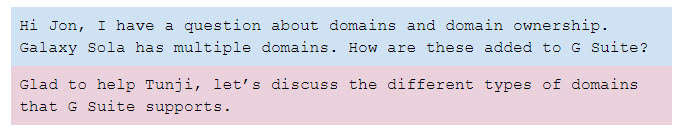 Hi Jon, I have a question about domains and domain ownership.
Galaxy Sola has multiple domains. How are these added to G Suite?
Glad to help Tunji, let’s discuss the different types of domains
that G Suite supports.